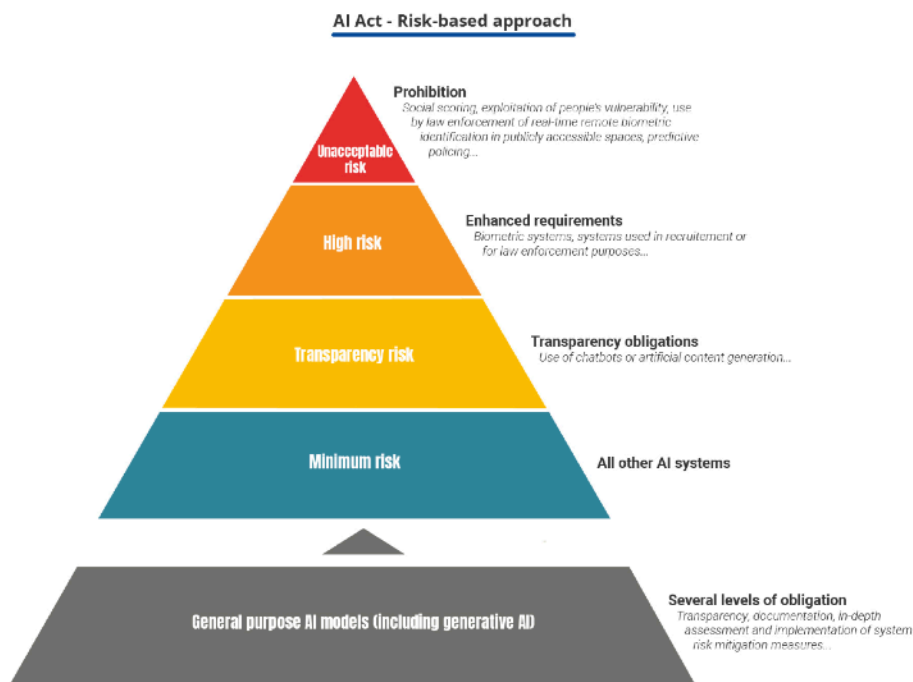 AI Act - Risk-based approach
Prohibition
Social scoring, exploitation of people's vulnerability, use
by law enforcement of real-time remote biometric
identification in publicly accessible spaces, predictive
policing...
Unacceptable
risk
Enhanced requirements
Biometric systems, systems used in recruitement or
for law enforcement purposes...
High risk
Transparency obligations
Use of chatbots or artificial content generation...
Transparency risk
Minimum risk
All other AI systems
Several levels of obligation
Transparency, documentation, in-depth
assessment and implementation of system
risk mitigation measures...
General purpose AI models (including generative AI)